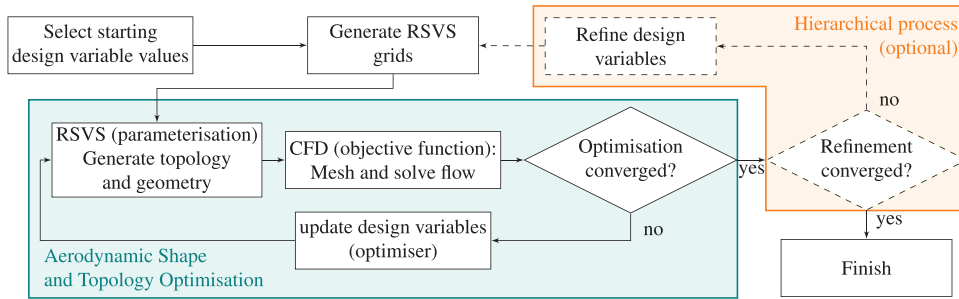 Select starting
design variable values
Generate RSVS
grids
Refine design
variables
Hierarchical process
(optional)
no
RSVS (parameterisation)
Generate topology
and geometry
CFD (objective function):
Mesh and solve flow
Optimisation
converged?
yes
Refinement
converged?
update design variables
(optimiser)
no
yes
Aerodynamic Shape
and Topology Optimisation
Finish